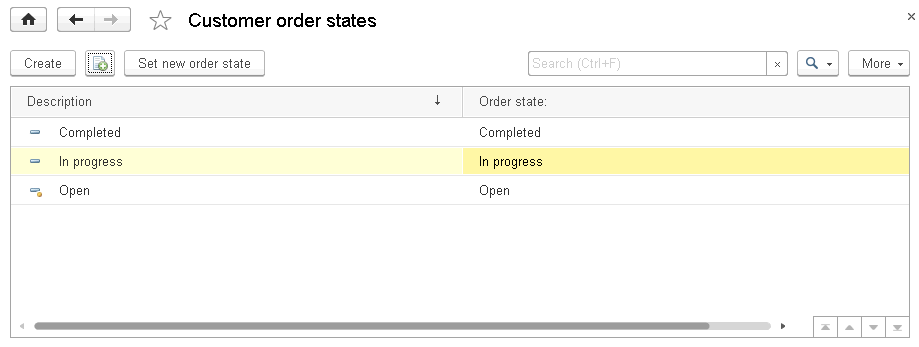 Customer order states
Create Set new order state Search (Ctrl+F) × More
Description ↓ Order state:
Completed Completed
In progress In progress
Open Open